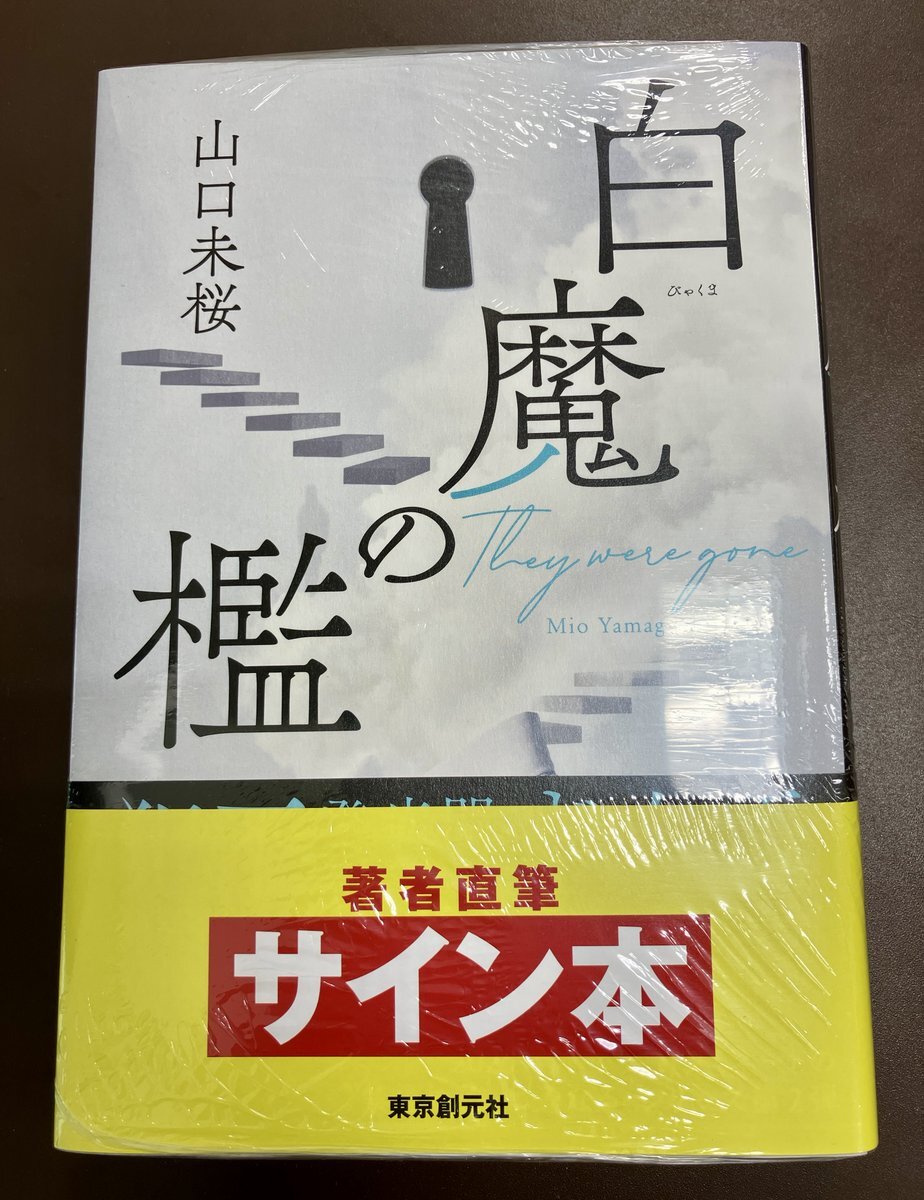 白魔の檻
びゃくま
山口未桜
They were gone
Mio Yamag
著者直筆
サイン本
東京創元社